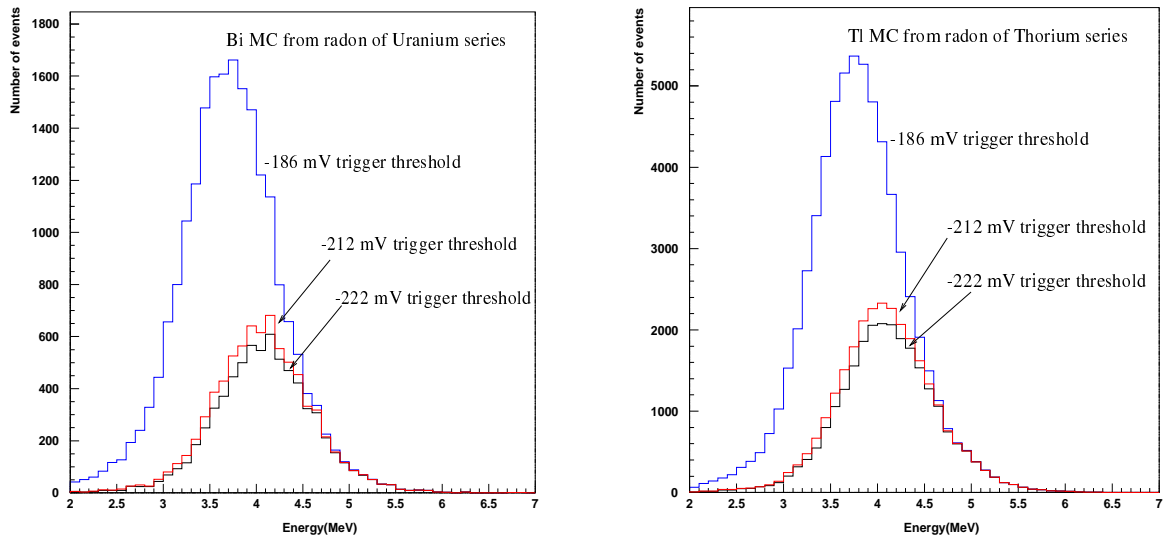 Number of events
1800
1600
1400
1200
1000
800
600
400
200
0
Bi MC from radon of Uranium series
-186 mV trigger threshold
-212 mV trigger threshold
-222 mV trigger threshold
2 2.5 3 3.5 4 4.5 5 5.5 6 6.5 7
Energy(MeV)
Number of events
5000
4000
3000
2000
1000
0
Tl MC from radon of Thorium series
-186 mV trigger threshold
-212 mV trigger threshold
-222 mV trigger threshold
2 2.5 3 3.5 4 4.5 5 5.5 6 6.5 7
Energy(MeV)